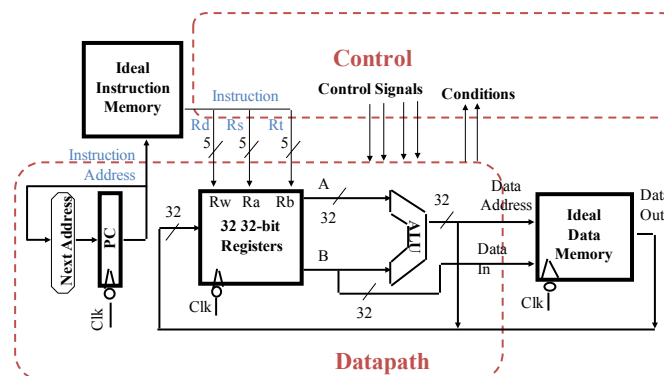 Control
Ideal
Instruction
Memory
Instruction
Control Signals
Conditions
Rd Rs Rt
5 5 5
Instruction
Address
Rw Ra Rb
32 32-bit
Registers
Clk
Next Address
PC
Clk
32
A
32
B
32
ALU
32
Data
Address
Data
In
Ideal
Data
Memory
Clk
Data
Out
Datapath